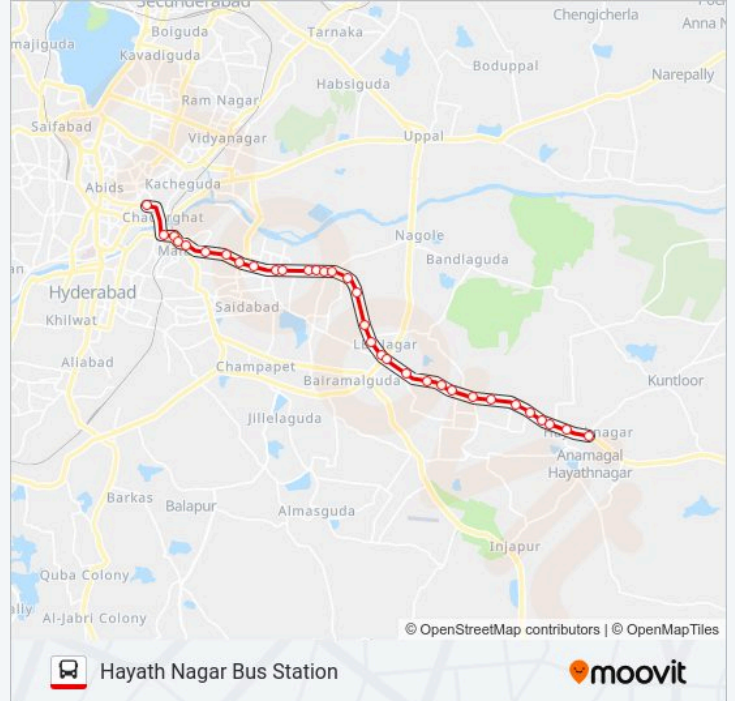 Secunderabad
Chengicherla
Boiguda
Tarnaka
Anna N
majiguda
Kavadiguda
Boduppal
Habsiguda
Narepally
Ram Nagar
Saifabad
Vidyanagar
Uppal
Abids
Kacheguda
Nagole
Bandlaguda
Hyderabad
Saidabad
Khilwat
Aliabad
Champapet
Bairamalguda
Kuntloor
Jillelaguda
Anamagal
Hayathnagar
Barkas
Balapur
Almasguda
Injapur
Quba Colony
Al-Jabri Colony
© OpenStreetMap contributors | © OpenMapTiles
Hayath Nagar Bus Station
moovit